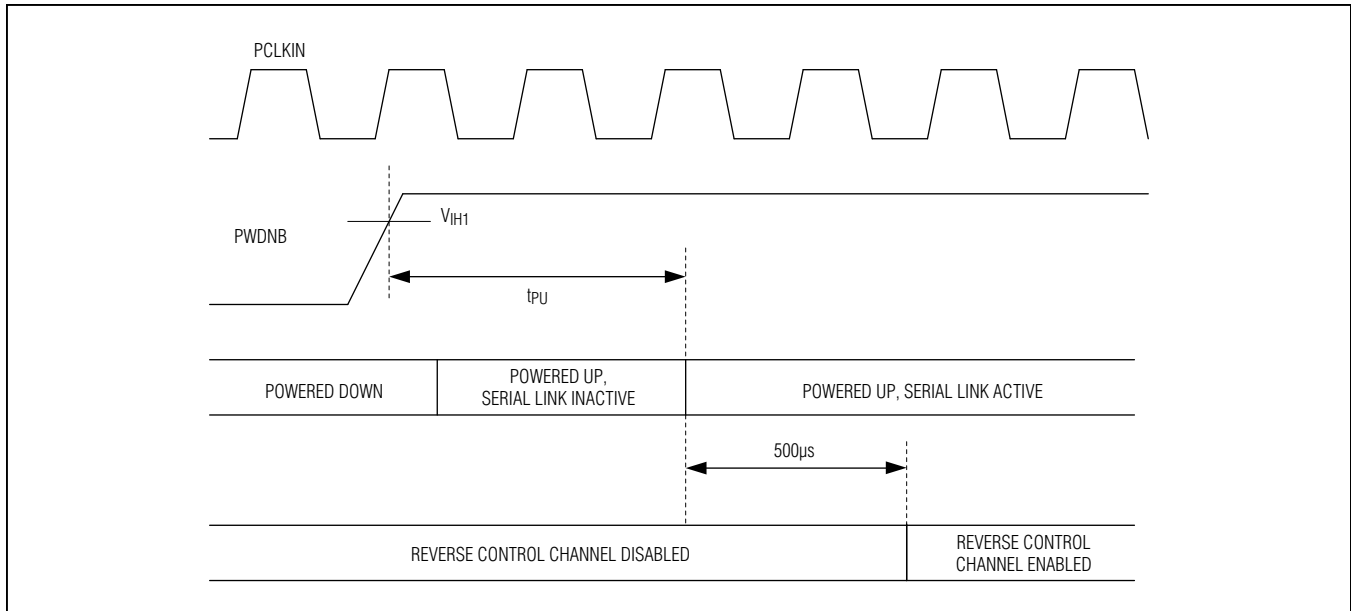 PCLKIN
VIH1
PWDNB
tPU
POWERED DOWN
POWERED UP,
SERIAL LINK INACTIVE
POWERED UP, SERIAL LINK ACTIVE
500µs
REVERSE CONTROL CHANNEL DISABLED
REVERSE CONTROL
CHANNEL ENABLED